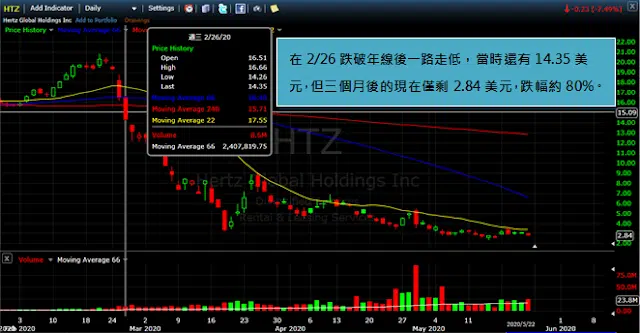 HTZ Add Indicator Daily Settings -0.23 (-7.49%)
Hertz Global Holdings Inc Add to Portfolio Drawings
Price History Moving Average 66 Mo
週三 2/26/20
Price History
Open 16.51
High 16.66
Low 14.26
Last 14.35
Moving Average 66
Moving Average 240 15.71
Moving Average 22 17.55
Volume 8.6M
Moving Average 66 2,407,819.75
在 2/26 跌破年線後一路走低，當時還有 14.35 美
元，但三個月後的現在僅剩 2.84 美元，跌幅約 80%。
HTZ
Hertz Global Holdings Inc
Rental & Leasing Services
22.00
21.00
20.00
19.00
18.00
17.00
16.00
15.09
14.00
13.00
12.00
11.00
10.00
9.00
8.00
7.00
6.00
5.00
4.00
2.84
2.00
X Volume Moving Average 66
75.0M
50.0M
23.8M
0.0M
3 10 18 24 9 16 23 13 20 27 11 18 2020/5/22 8
Feb 2020 Mar 2020 Apr 2020 May 2020 Jun 2020